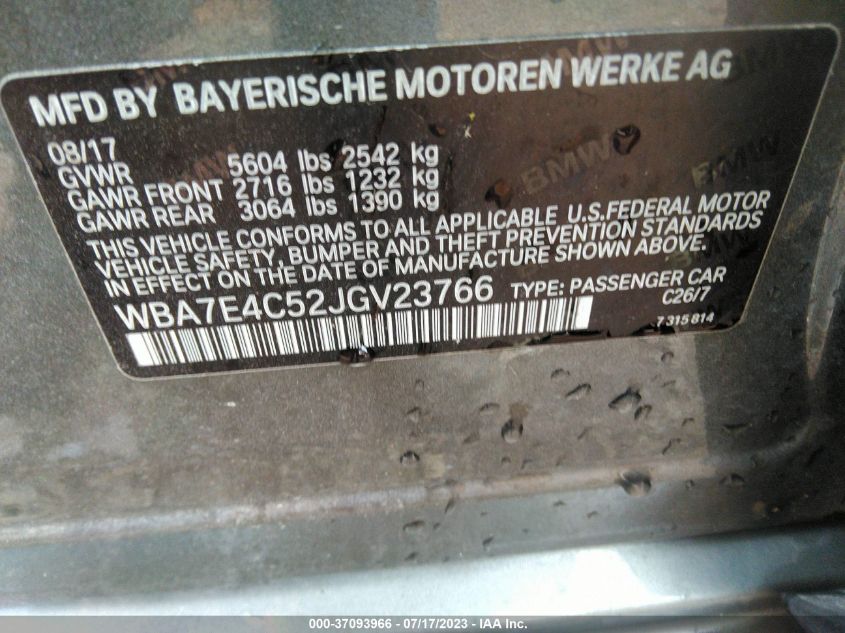 MFD BY BAYERISCHE MOTOREN WERKE AG
08/17
GVWR 5604 lbs 2542 kg
GAWR FRONT 2716 lbs 1232 kg
GAWR REAR 3064 lbs 1390 kg
THIS VEHICLE CONFORMS TO ALL APPLICABLE U.S.FEDERAL MOTOR
VEHICLE SAFETY, BUMPER AND THEFT PREVENTION STANDARDS
IN EFFECT ON THE DATE OF MANUFACTURE SHOWN ABOVE.
WBA7E4C52JGV23766 TYPE: PASSENGER CAR
C26/7
7 315 814
BMW
BMW
BMW
000-37093966 - 07/17/2023 - IAA Inc.